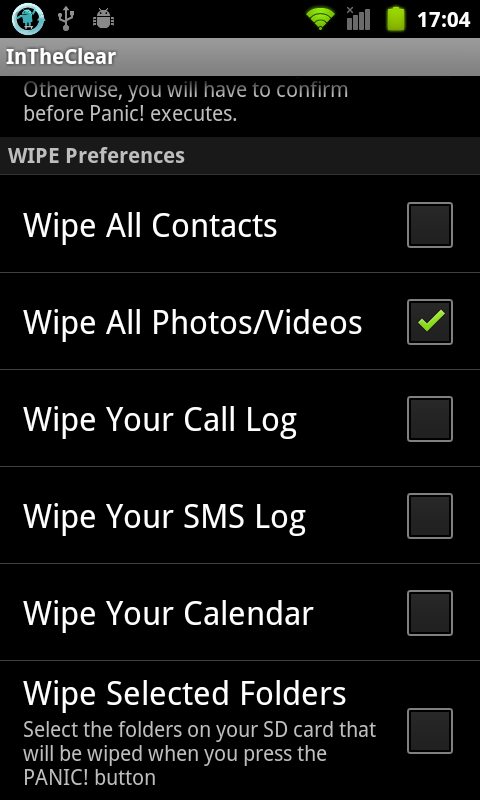 17:04
InTheClear
Otherwise, you will have to confirm
before Panic! executes.
WIPE Preferences
Wipe All Contacts
Wipe All Photos/Videos
Wipe Your Call Log
Wipe Your SMS Log
Wipe Your Calendar
Wipe Selected Folders
Select the folders on your SD card that
will be wiped when you press the
PANIC! button